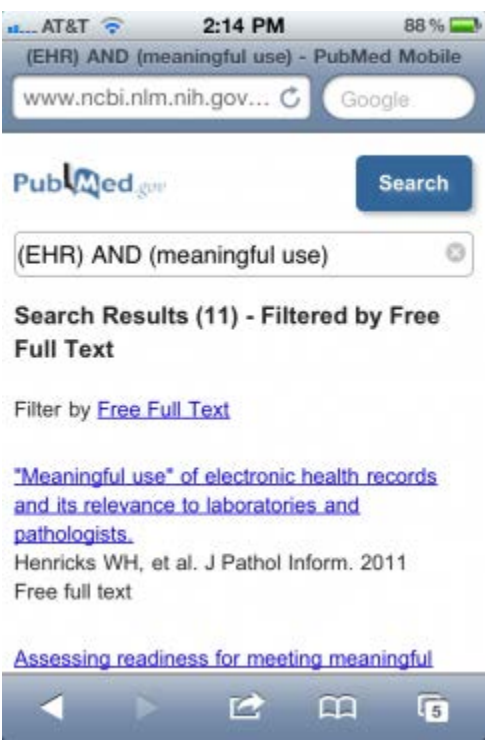 AT&T 2:14 PM 88 %
(EHR) AND (meaningful use) - PubMed Mobile
www.ncbi.nlm.nih.gov... Google
PubMed.gov Search
(EHR) AND (meaningful use)
Search Results (11) - Filtered by Free
Full Text
Filter by Free Full Text
"Meaningful use" of electronic health records
and its relevance to laboratories and
pathologists.
Henricks WH, et al. J Pathol Inform. 2011
Free full text
Assessing readiness for meeting meaningful
5